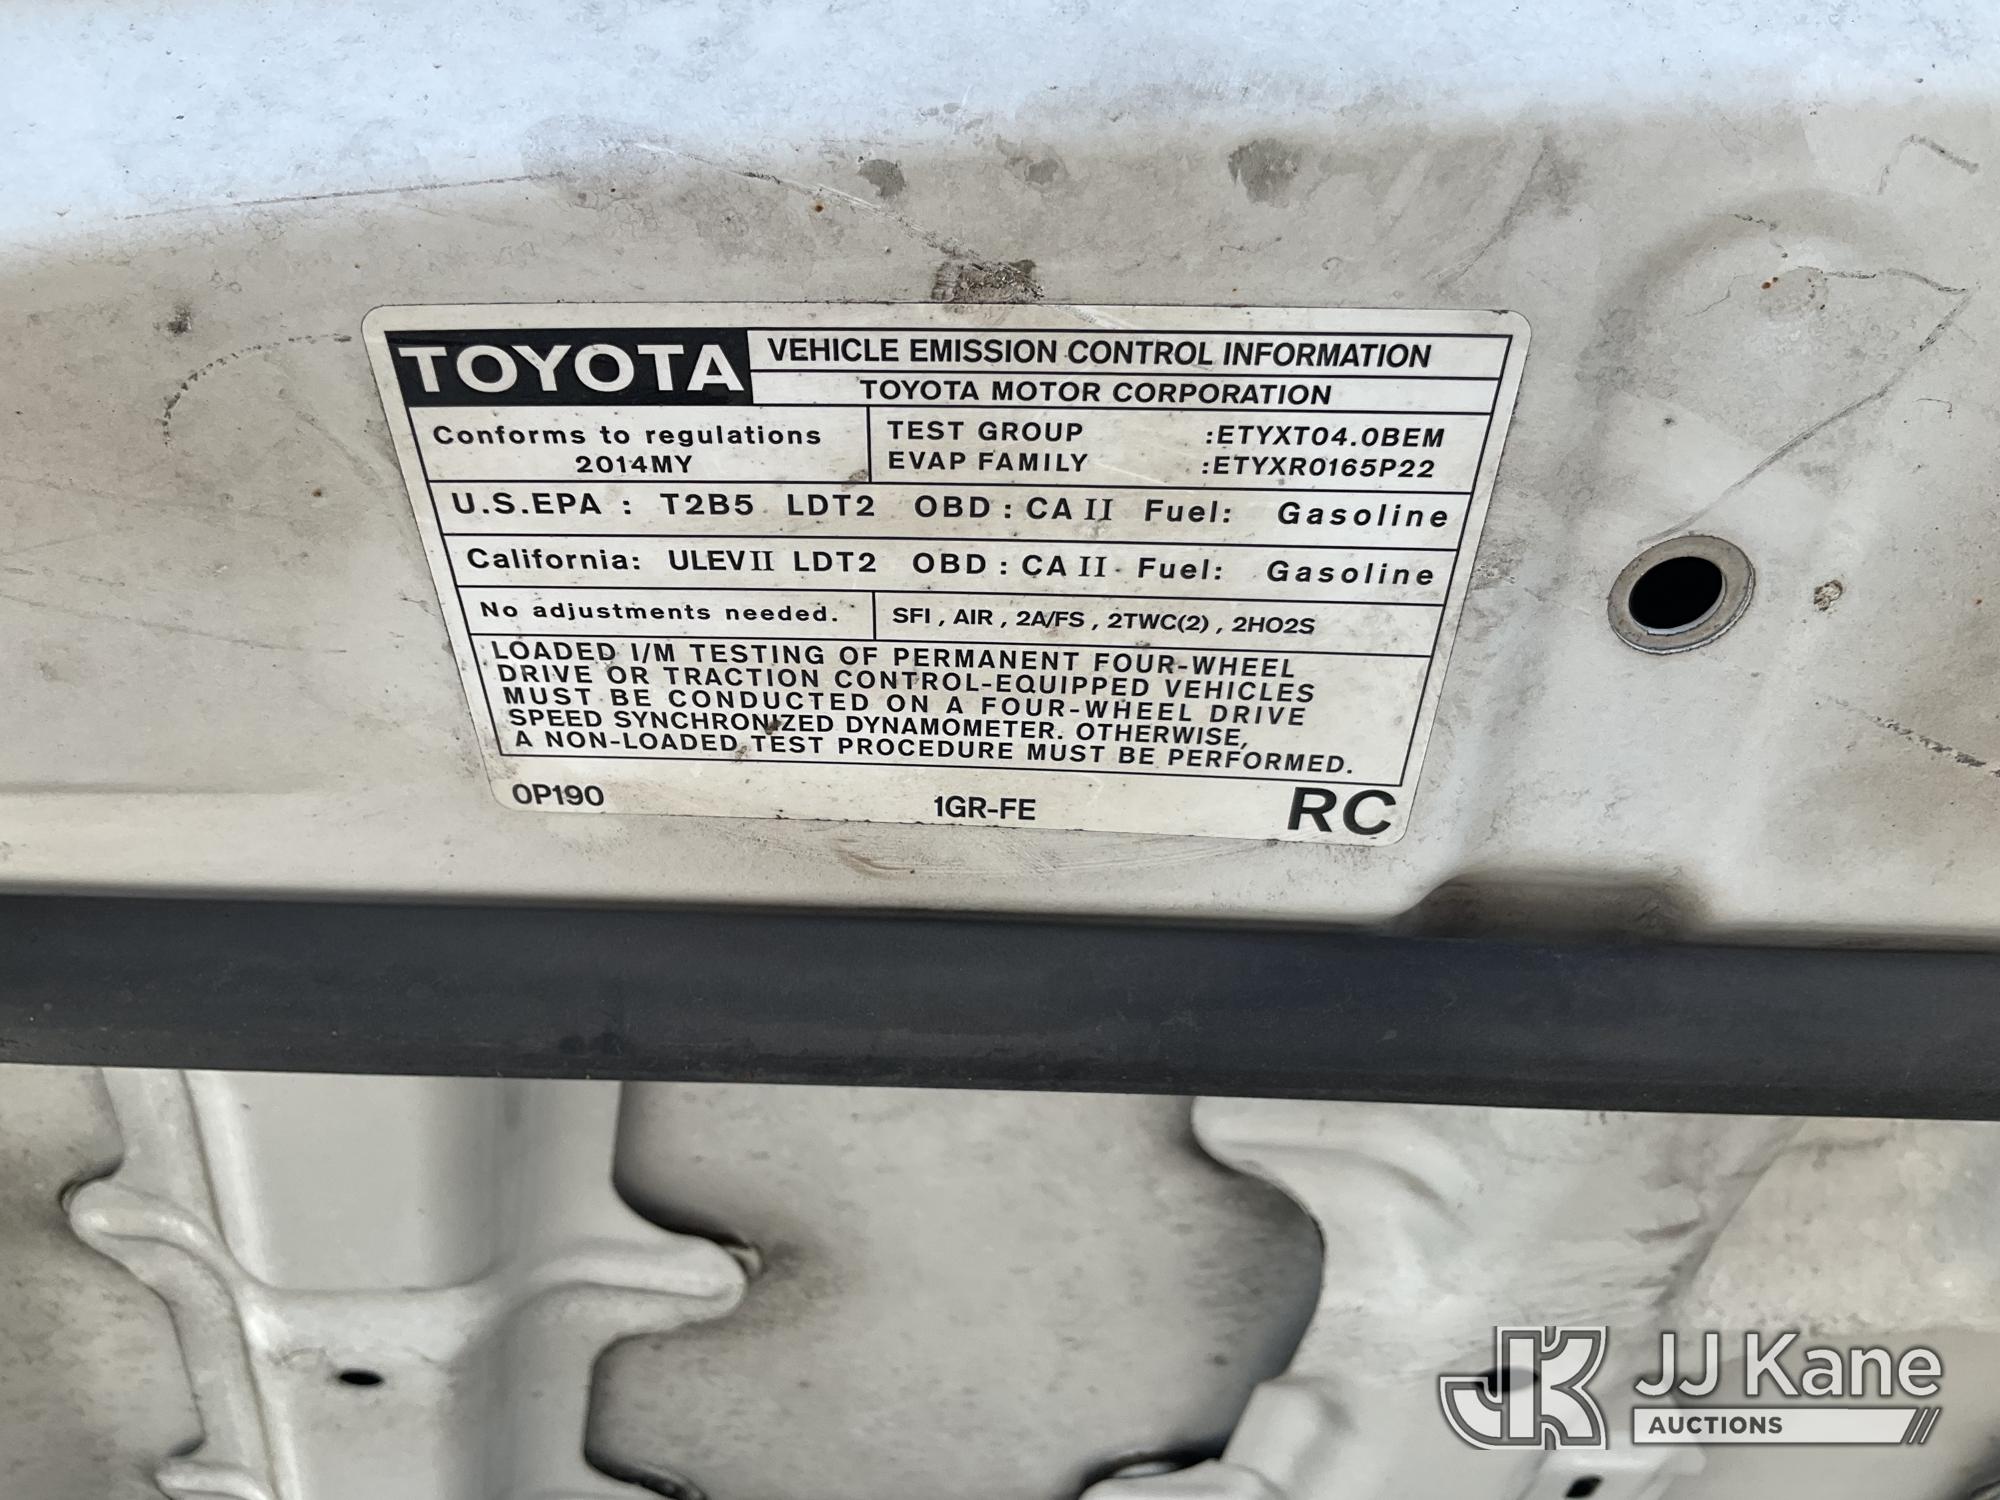 TOYOTA
VEHICLE EMISSION CONTROL INFORMATION
TOYOTA MOTOR CORPORATION
Conforms to regulations
2014MY
TEST GROUP :ETYXT04.0BEM
EVAP FAMILY :ETYXR0165P22
U.S.EPA : T2B5 LDT2 OBD : CA II Fuel: Gasoline
California: ULEV II LDT2 OBD : CA II Fuel: Gasoline
No adjustments needed.
SFI , AIR , 2A/FS , 2TWC(2) , 2HO2S
LOADED I/M TESTING OF PERMANENT FOUR-WHEEL
DRIVE OR TRACTION CONTROL-EQUIPPED VEHICLES
MUST BE CONDUCTED ON A FOUR-WHEEL DRIVE
SPEED SYNCHRONIZED DYNAMOMETER. OTHERWISE,
A NON-LOADED TEST PROCEDURE MUST BE PERFORMED.
0P190 1GR-FE RC
JK JJ Kane
AUCTIONS